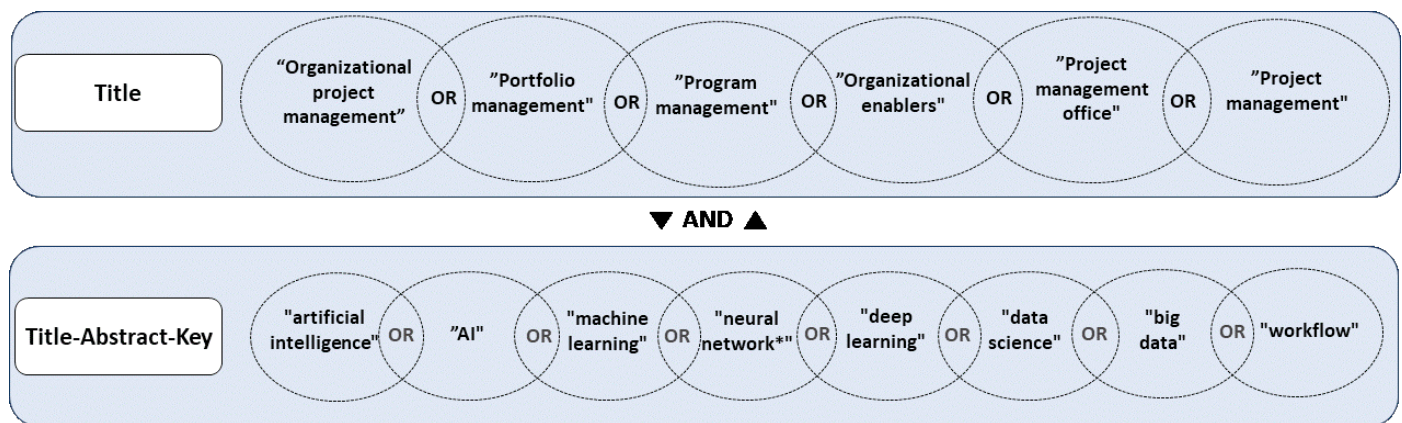 Title
“Organizational
project
management”
OR
”Portfolio
management"
OR
”Program
management"
OR
”Organizational
enablers"
OR
”Project
management
office"
OR
”Project
management"
▼ AND ▲
Title-Abstract-Key
"artificial
intelligence"
OR
”AI"
OR
"machine
learning"
OR
"neural
network*"
OR
"deep
learning"
OR
"data
science"
OR
"big
data"
OR
"workflow"